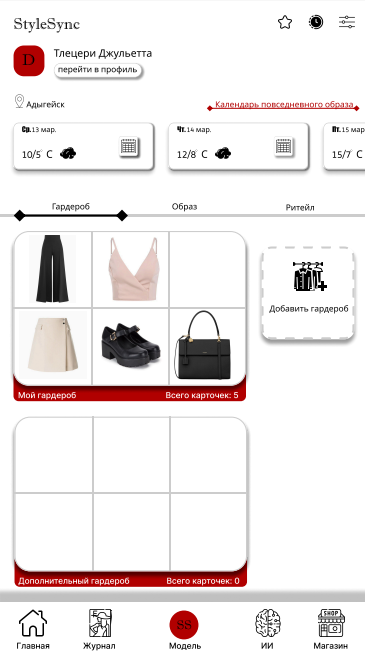 StyleSync
D
Тлецери Джульетта
перейти в профиль
Адыгейск
Календарь повседневного образа
Ср.13 мар.
10/5 C
Чт.14 мар.
12/8 C
Пт.15 мар
15/7 C
Гардероб
Образ
Ритейл
Добавить гардероб
Мой гардероб
Всего карточек: 5
Дополнительный гардероб
Всего карточек: 0
SS
SHOP
Главная
Журнал
Модель
ИИ
Магазин